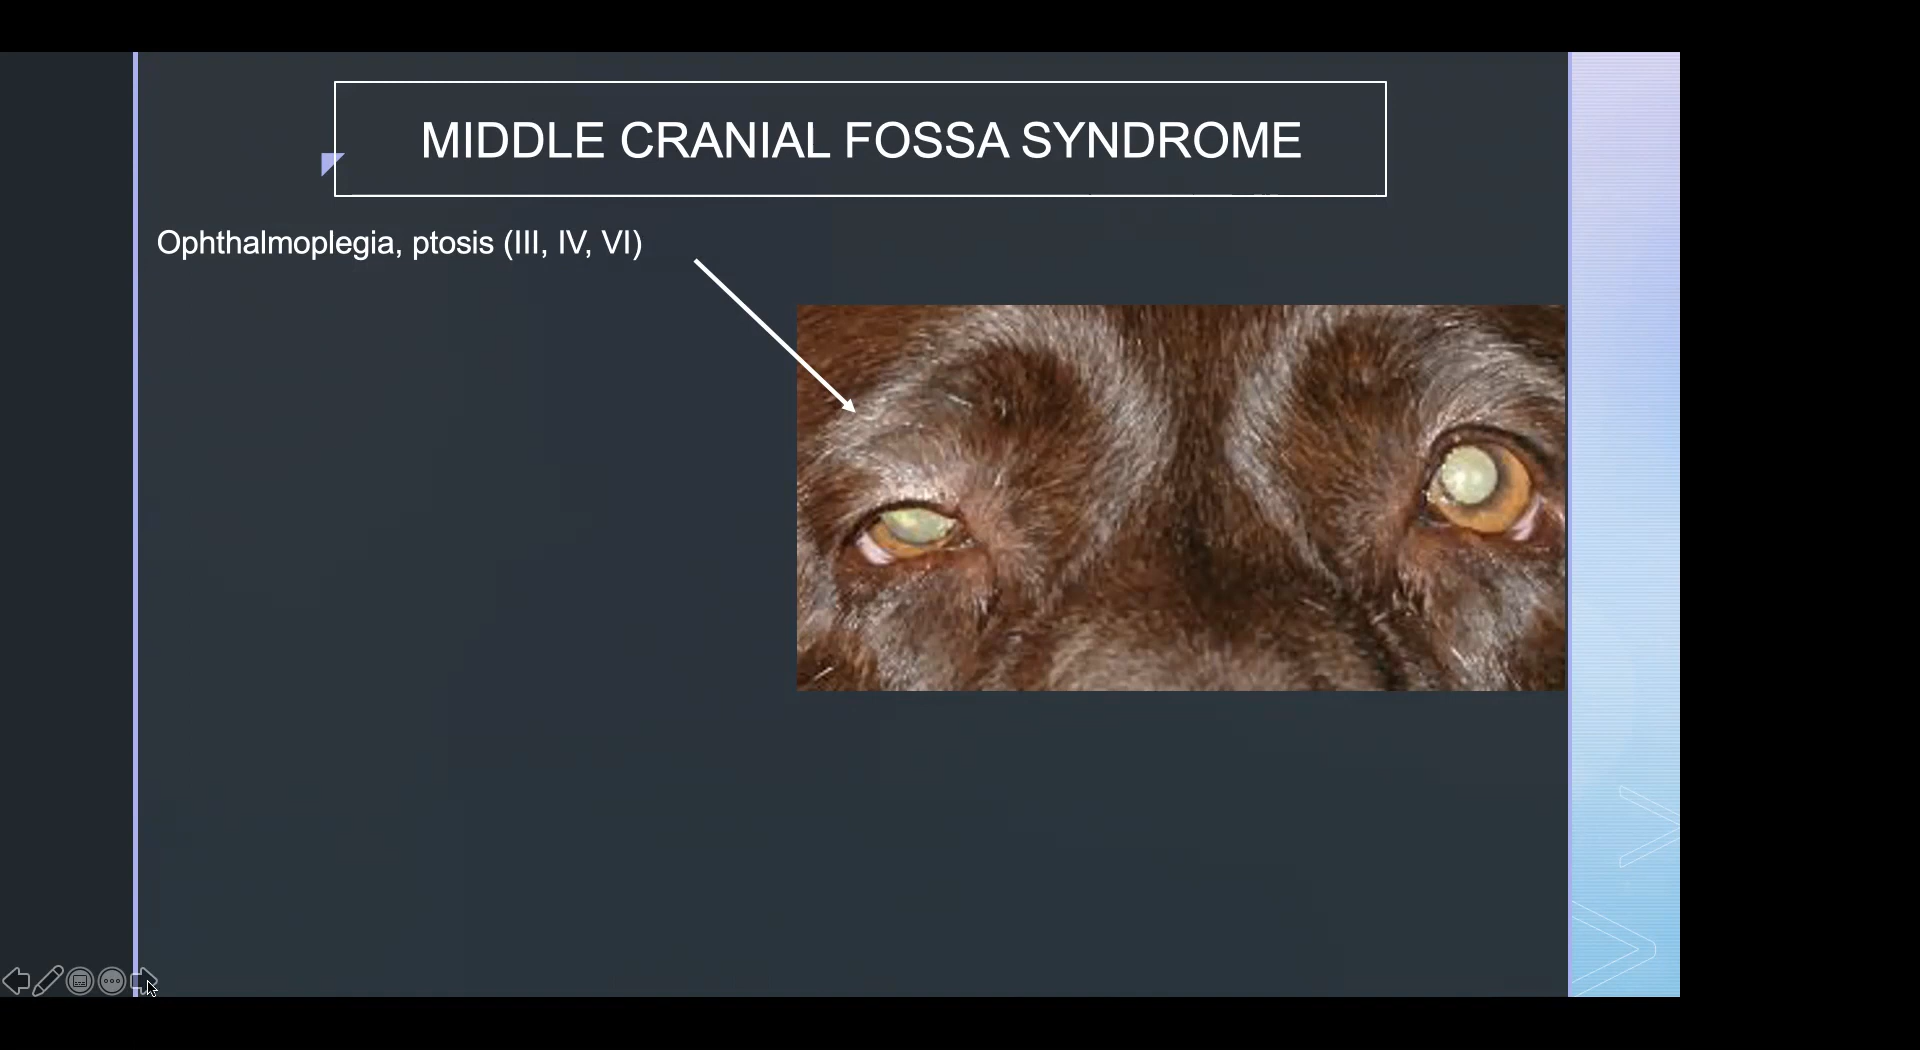 MIDDLE CRANIAL FOSSA SYNDROME
Ophthalmoplegia, ptosis (III, IV, VI)